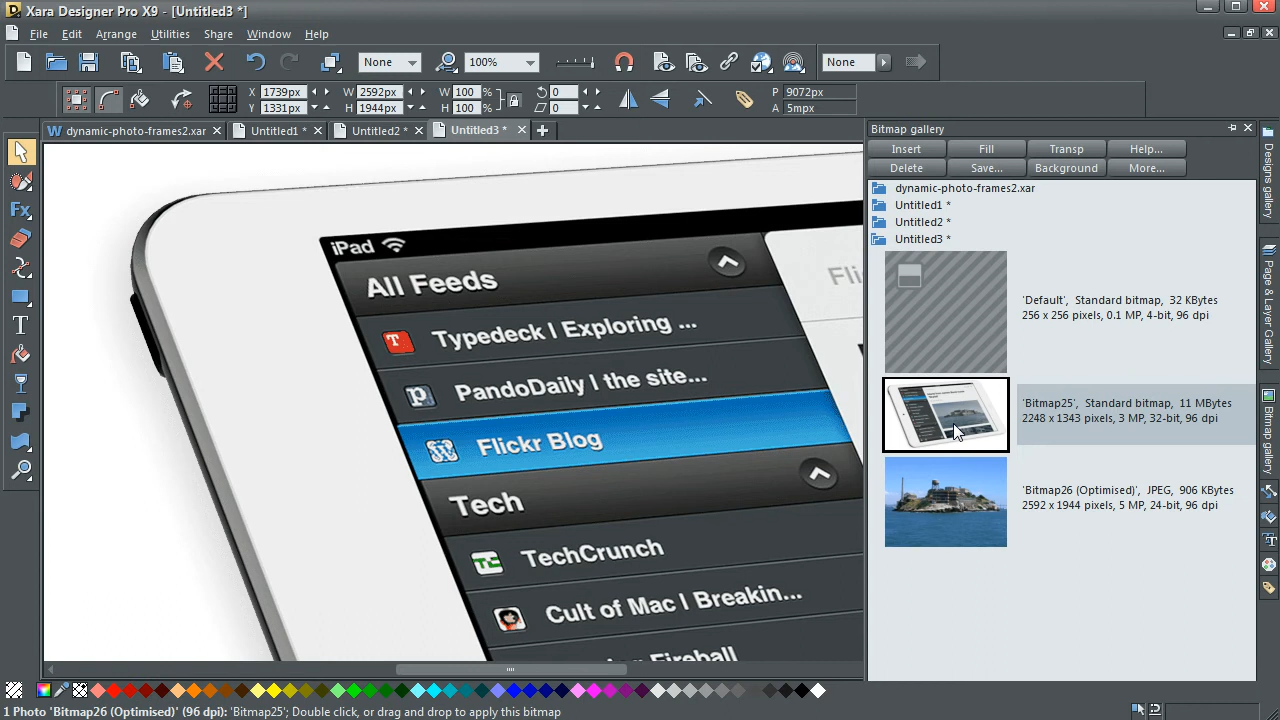 Xara Designer Pro X9 - [Untitled3 *]
File Edit Arrange Utilities Share Window Help
None 100% None
X 1739px W 2592px W 100 0 P 9072px
Y 1331px H 1944px H 100 0 A 5mpx
dynamic-photo-frames2.xar Untitled1 * Untitled2 * Untitled3 *
Bitmap gallery
Insert Fill Transp Help...
Delete Save... Background More...
dynamic-photo-frames2.xar
Untitled1 *
Untitled2 *
Untitled3 *
'Default', Standard bitmap, 32 KBytes
256 x 256 pixels, 0.1 MP, 4-bit, 96 dpi
'Bitmap25', Standard bitmap, 11 MBytes
2248 x 1343 pixels, 3 MP, 32-bit, 96 dpi
'Bitmap26 (Optimised)', JPEG, 906 KBytes
2592 x 1944 pixels, 5 MP, 24-bit, 96 dpi
Designs gallery
Page & Layer Gallery
Bitmap gallery
iPad
All Feeds
Typedeck | Exploring ...
PandoDaily | the site...
Flickr Blog
Tech
TechCrunch
Cult of Mac | Breakin...
Fireball
Fli
1 Photo 'Bitmap26 (Optimised)' (96 dpi): 'Bitmap25'; Double click, or drag and drop to apply this bitmap